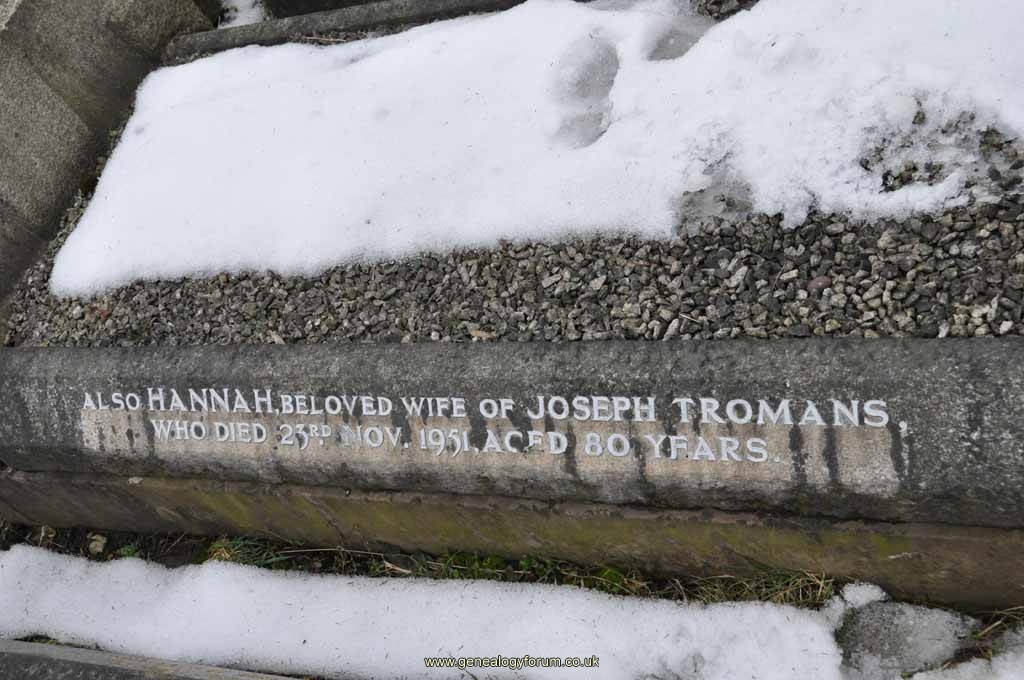 ALSO HANNAH, BELOVED WIFE OF JOSEPH TROMANS,
WHO DIED 23RD NOV. 1951, AGED 80 YEARS.
www.genealogyforum.co.uk